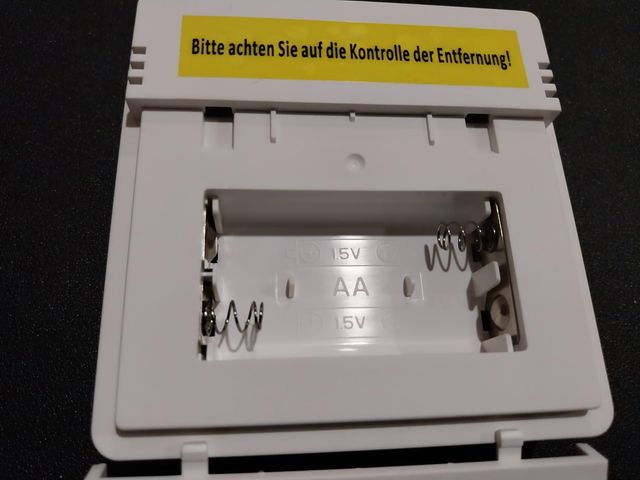 Bitte achten Sie auf die Kontrolle der Entfernung!
1.5V
AA
1.5V